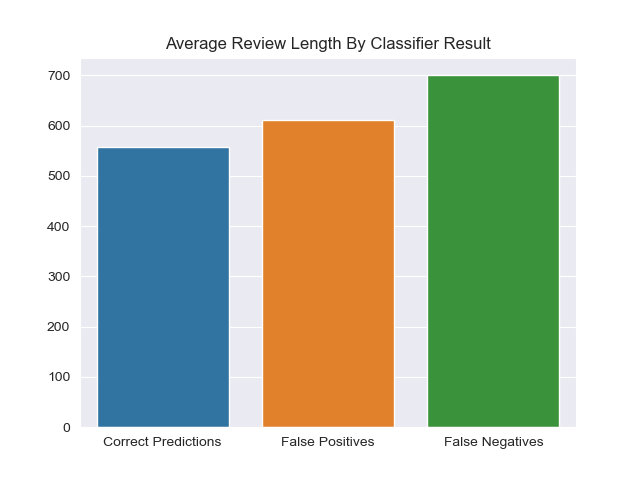 Average Review Length By Classifier Result
700
600
500
400
300
200
100
0
Correct Predictions
False Positives
False Negatives